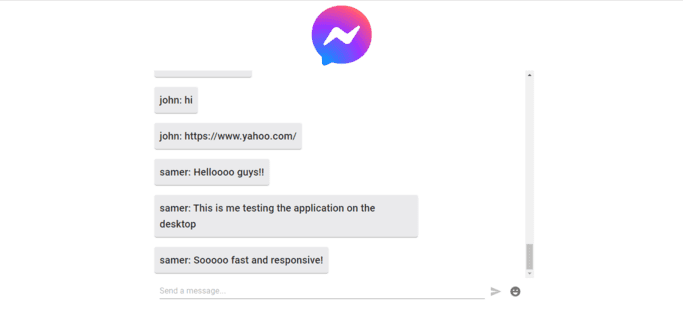 john: hi
john: https://www.yahoo.com/
samer: Helloooo guys!!
samer: This is me testing the application on the
desktop
samer: Sooooo fast and responsive!
Send a message...